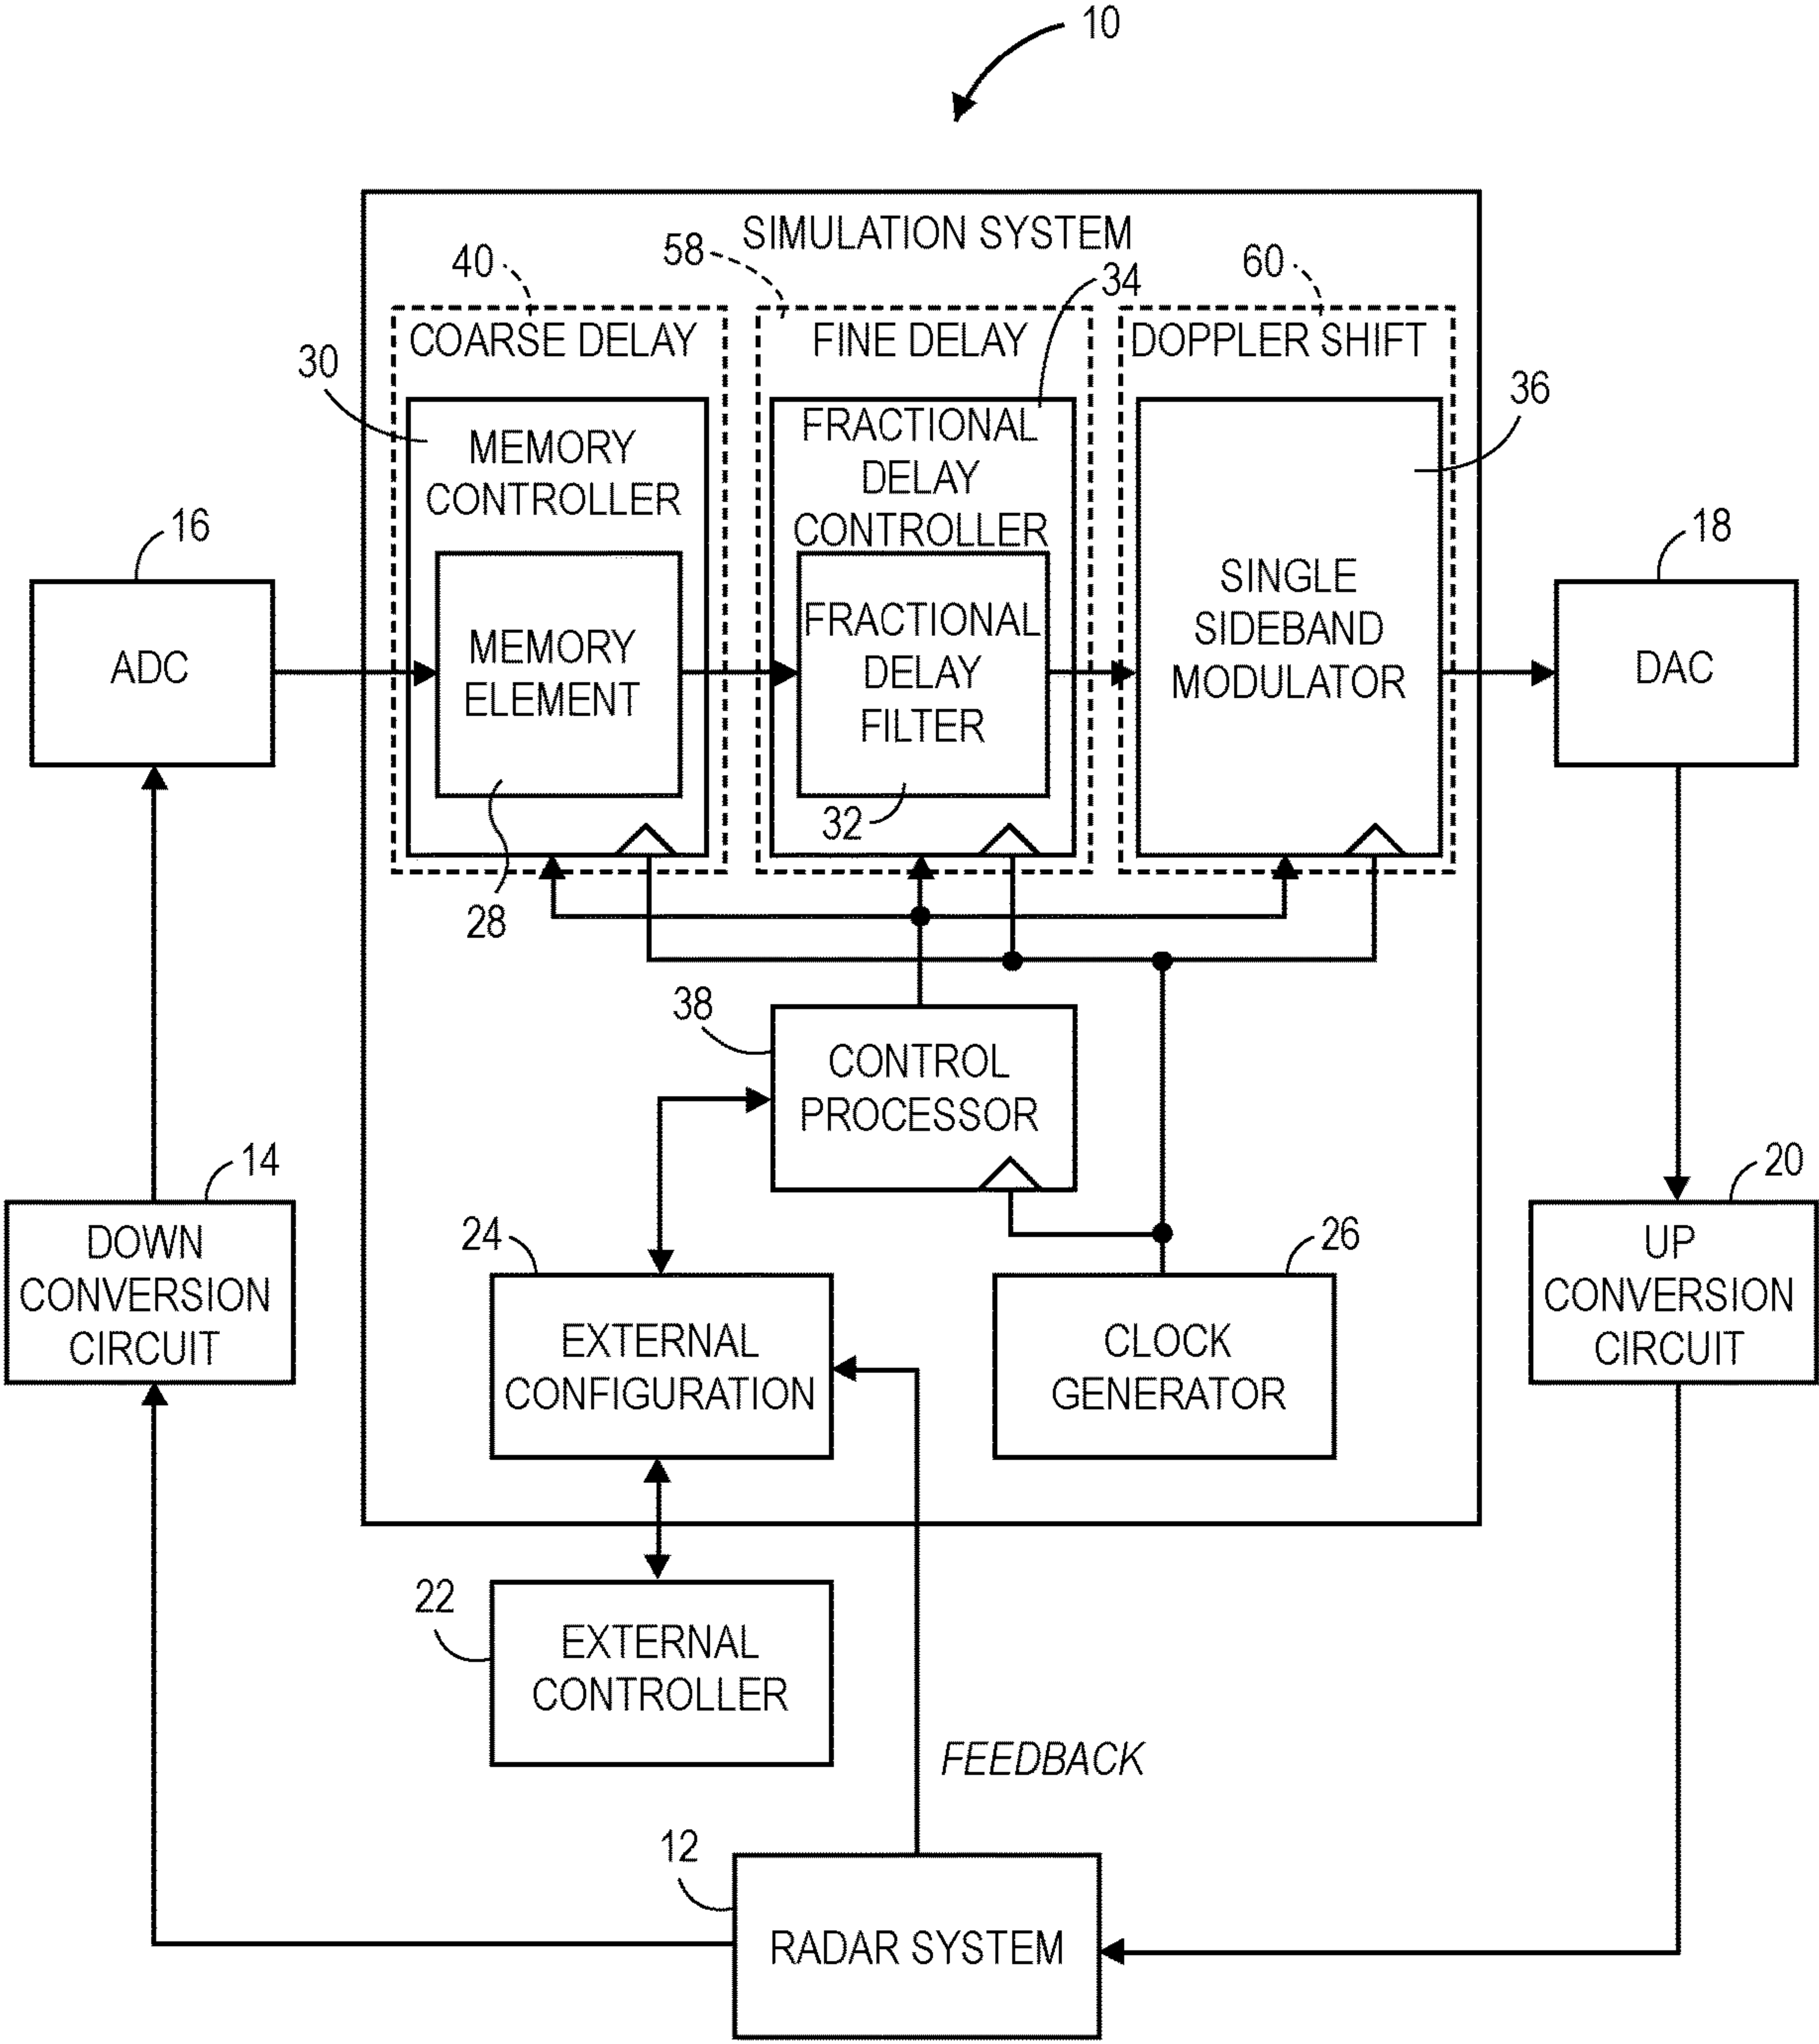 10
SIMULATION SYSTEM
40
58
34
60
COARSE DELAY
FINE DELAY
DOPPLER SHIFT
30
36
MEMORY
CONTROLLER
FRACTIONAL
DELAY
CONTROLLER
16
18
ADC
MEMORY
ELEMENT
FRACTIONAL
DELAY
FILTER
SINGLE
SIDEBAND
MODULATOR
DAC
28
32
38
CONTROL
PROCESSOR
14
DOWN
CONVERSION
CIRCUIT
24
26
20
UP
CONVERSION
CIRCUIT
EXTERNAL
CONFIGURATION
CLOCK
GENERATOR
22
EXTERNAL
CONTROLLER
FEEDBACK
12
RADAR SYSTEM